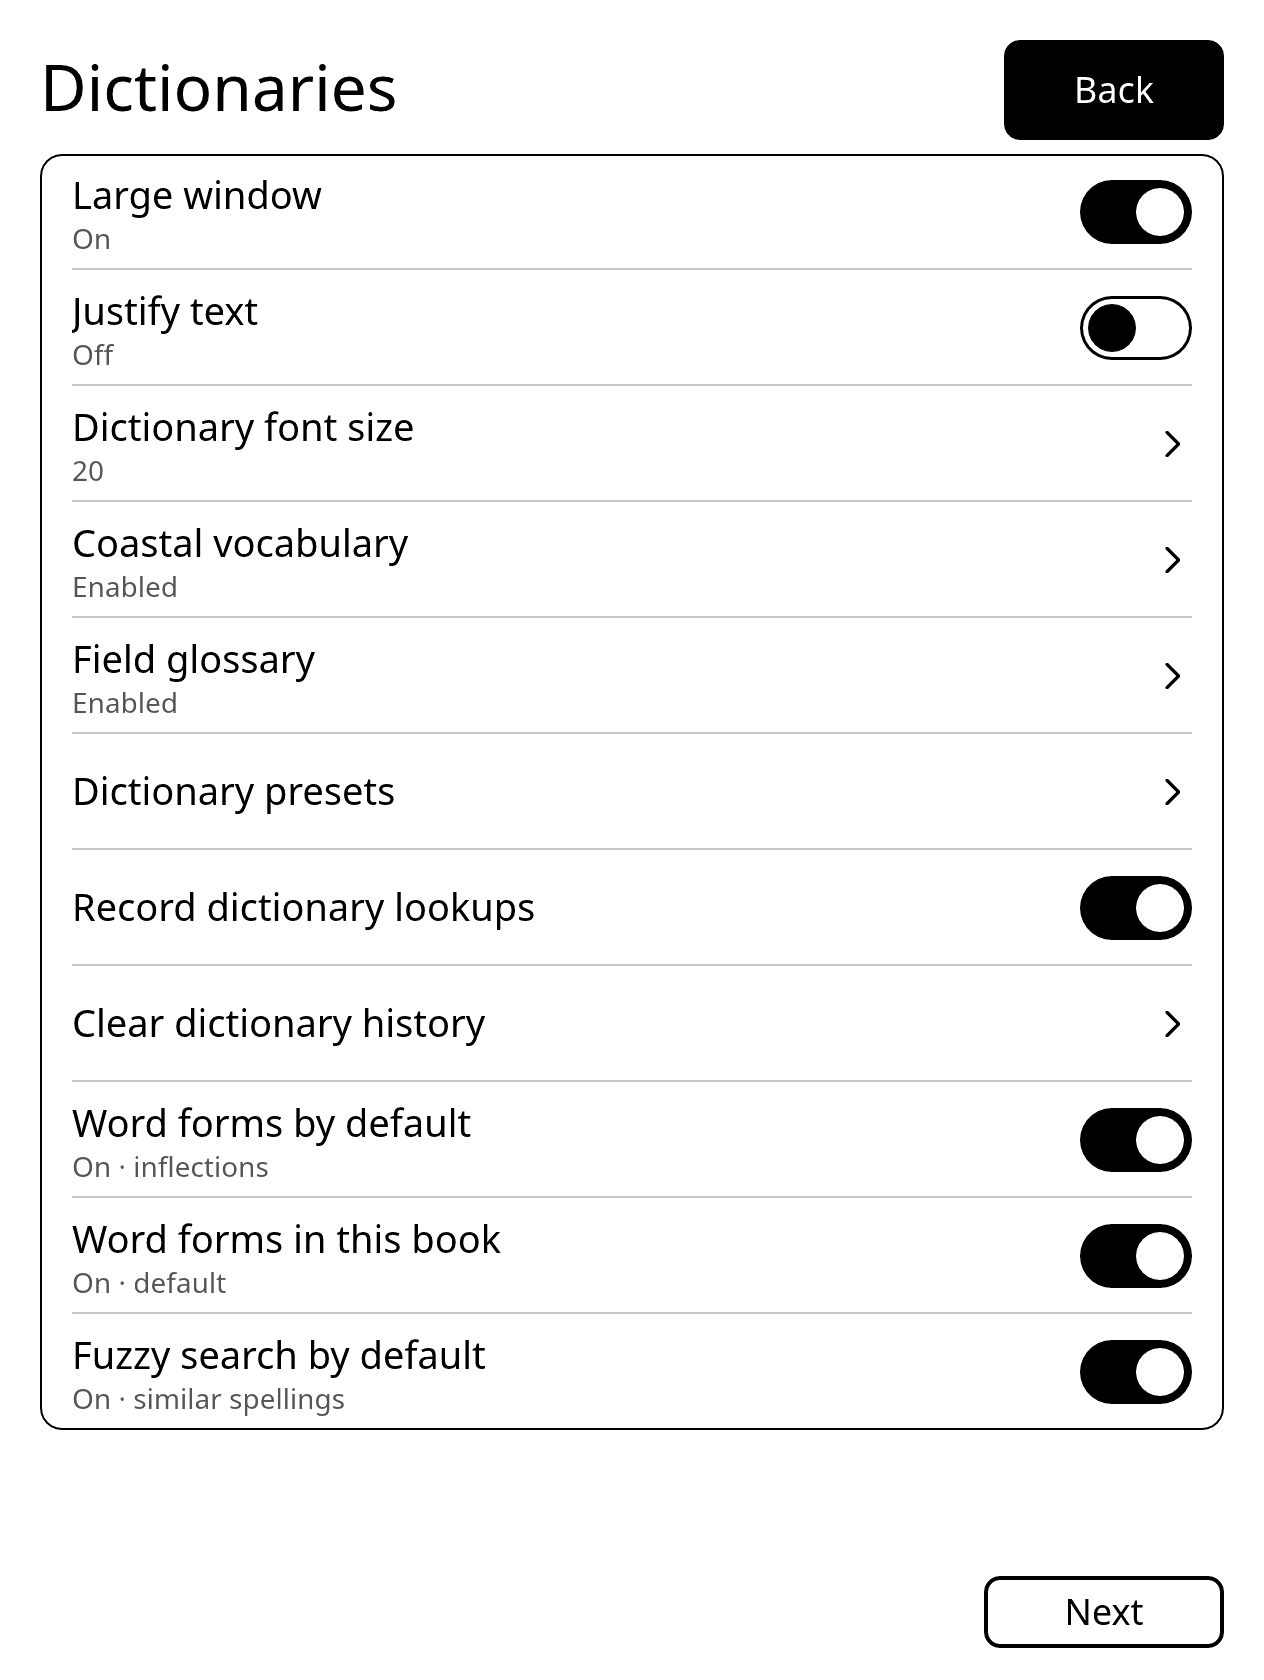 Dictionaries
Back
Large window
On
Justify text
Off
Dictionary font size
20
Coastal vocabulary
Enabled
Field glossary
Enabled
Dictionary presets
Record dictionary lookups
Clear dictionary history
Word forms by default
On · inflections
Word forms in this book
On · default
Fuzzy search by default
On · similar spellings
Next